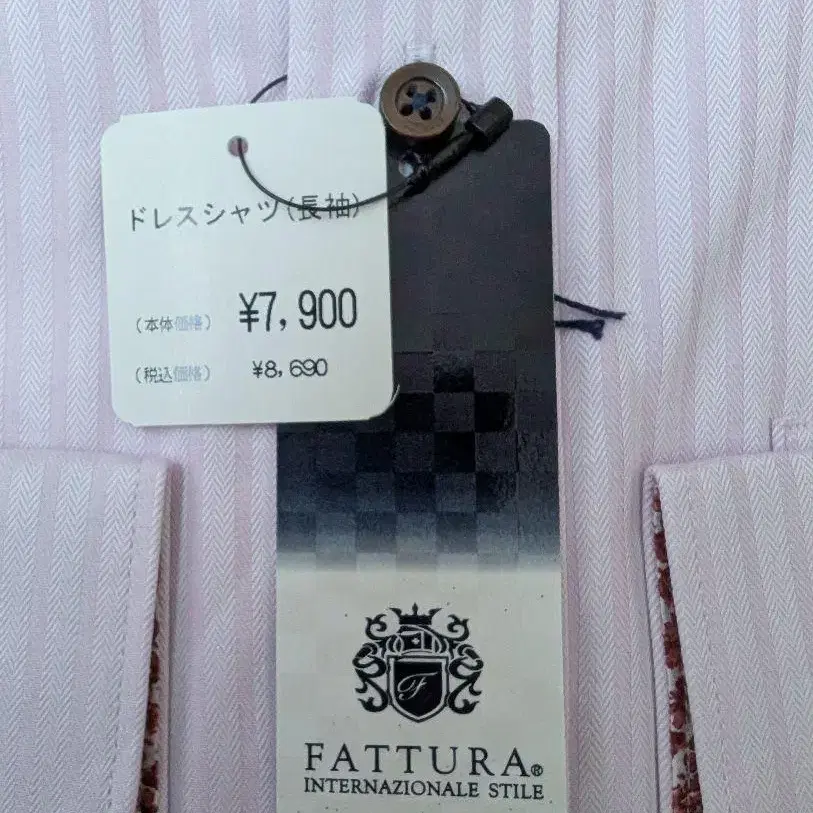 ドレスシャツ(長袖)
(本体価格) ¥7,900
(税込価格) ¥8,690
F
FATTURA®
INTERNAZIONALE STILE